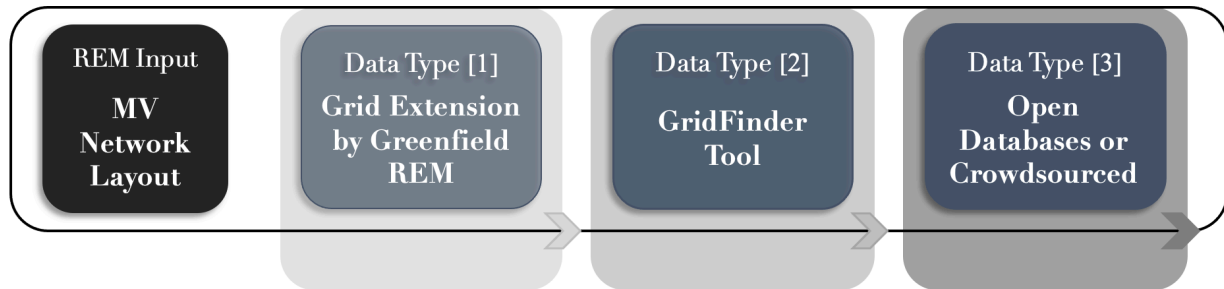 REM Input
MV
Network
Layout
Data Type [1]
Grid Extension
by Greenfield
REM
Data Type [2]
GridFinder
Tool
Data Type [3]
Open
Databases or
Crowdsourced